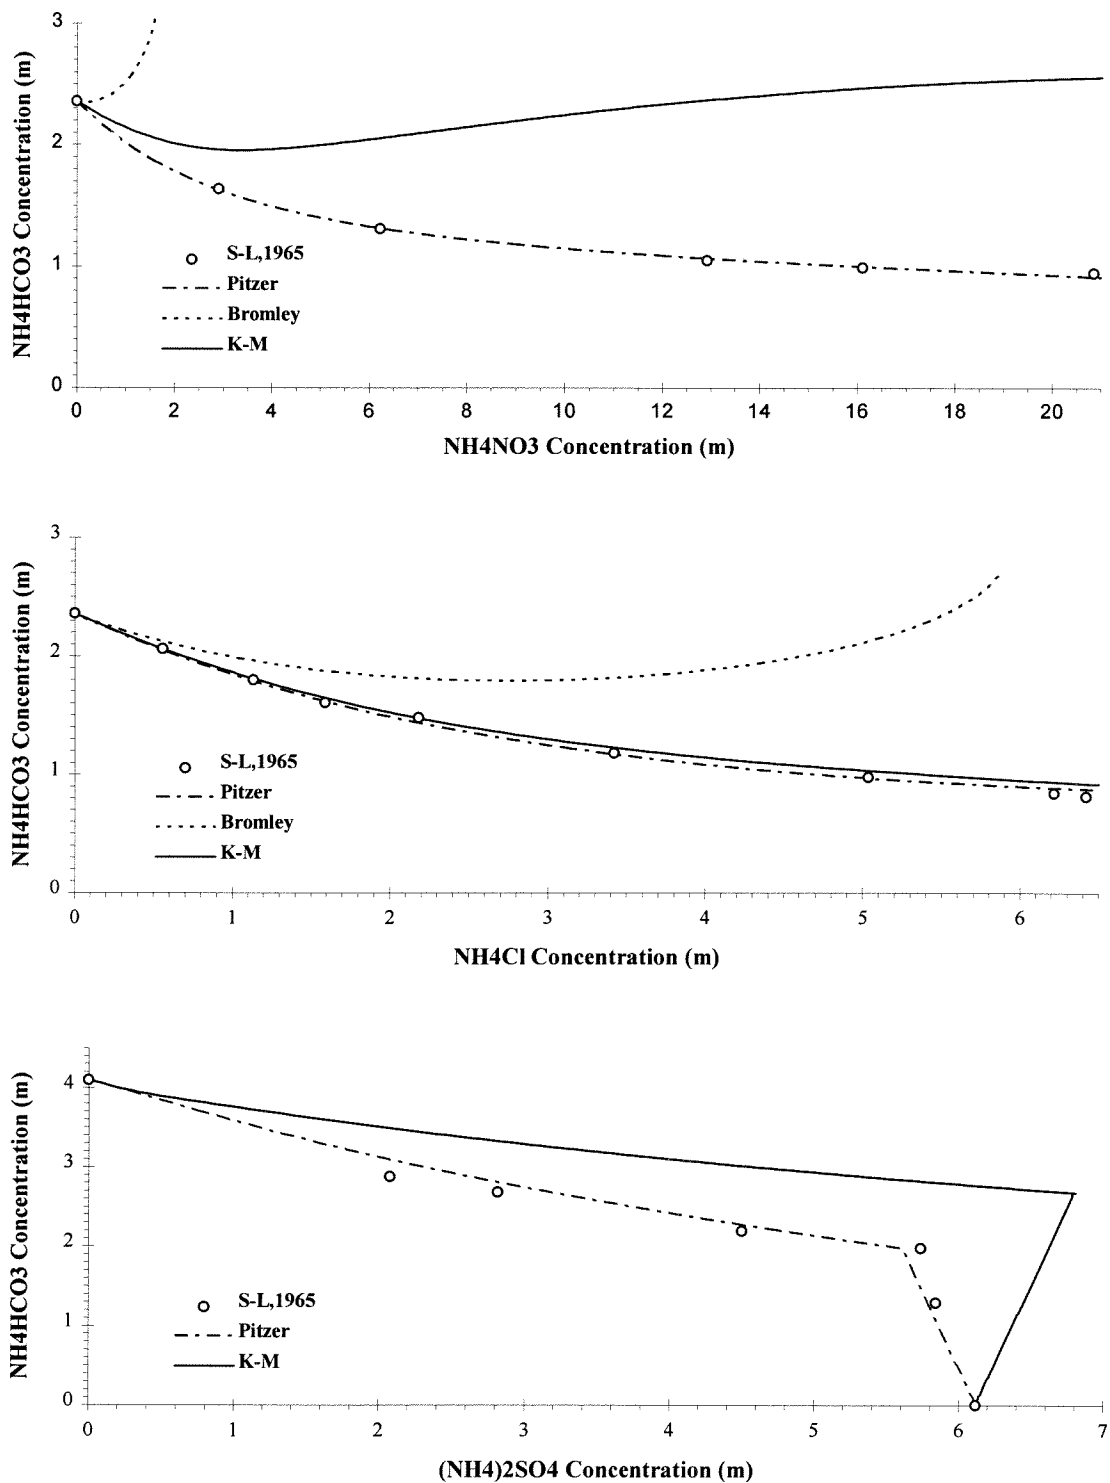 3
2
1
0
NH4HCO3 Concentration (m)
S-L,1965
Pitzer
Bromley
K-M
0 2 4 6 8 10 12 14 16 18 20
NH4NO3 Concentration (m)
3
2
1
0
NH4HCO3 Concentration (m)
S-L,1965
Pitzer
Bromley
K-M
0 1 2 3 4 5 6
NH4Cl Concentration (m)
4
3
2
1
0
NH4HCO3 Concentration (m)
S-L,1965
Pitzer
K-M
0 1 2 3 4 5 6 7
(NH4)2SO4 Concentration (m)